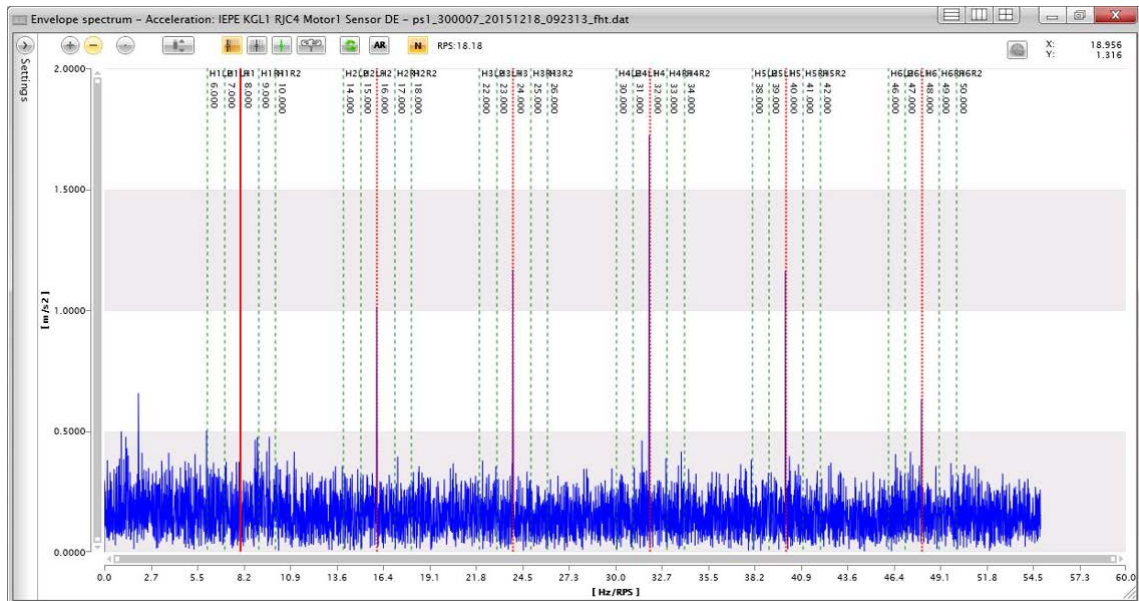 Envelope spectrum – Acceleration: IEPE KGL1 RJC4 Motor1 Sensor DE – ps1_300007_20151218_092313_fht.dat
Settings
AR
N
RPS:18.18
X: 18.956
Y: 1.316
2.0000
1.5000
1.0000
0.5000
0.0000
[m/s2]
H1R2
H2R2
H3R2
H4R2
H5R2
H6R2
6.000 7.000 8.000 9.000 10.000 14.000 15.000 16.000 17.000 18.000 22.000 23.000 24.000 25.000 26.000 30.000 31.000 32.000 33.000 34.000 38.000 39.000 40.000 41.000 42.000 46.000 47.000 48.000 49.000 50.000
0.0 2.7 5.5 8.2 10.9 13.6 16.4 19.1 21.8 24.5 27.3 30.0 32.7 35.5 38.2 40.9 43.6 46.4 49.1 51.8 54.5 57.3 60.0
[Hz/RPS]